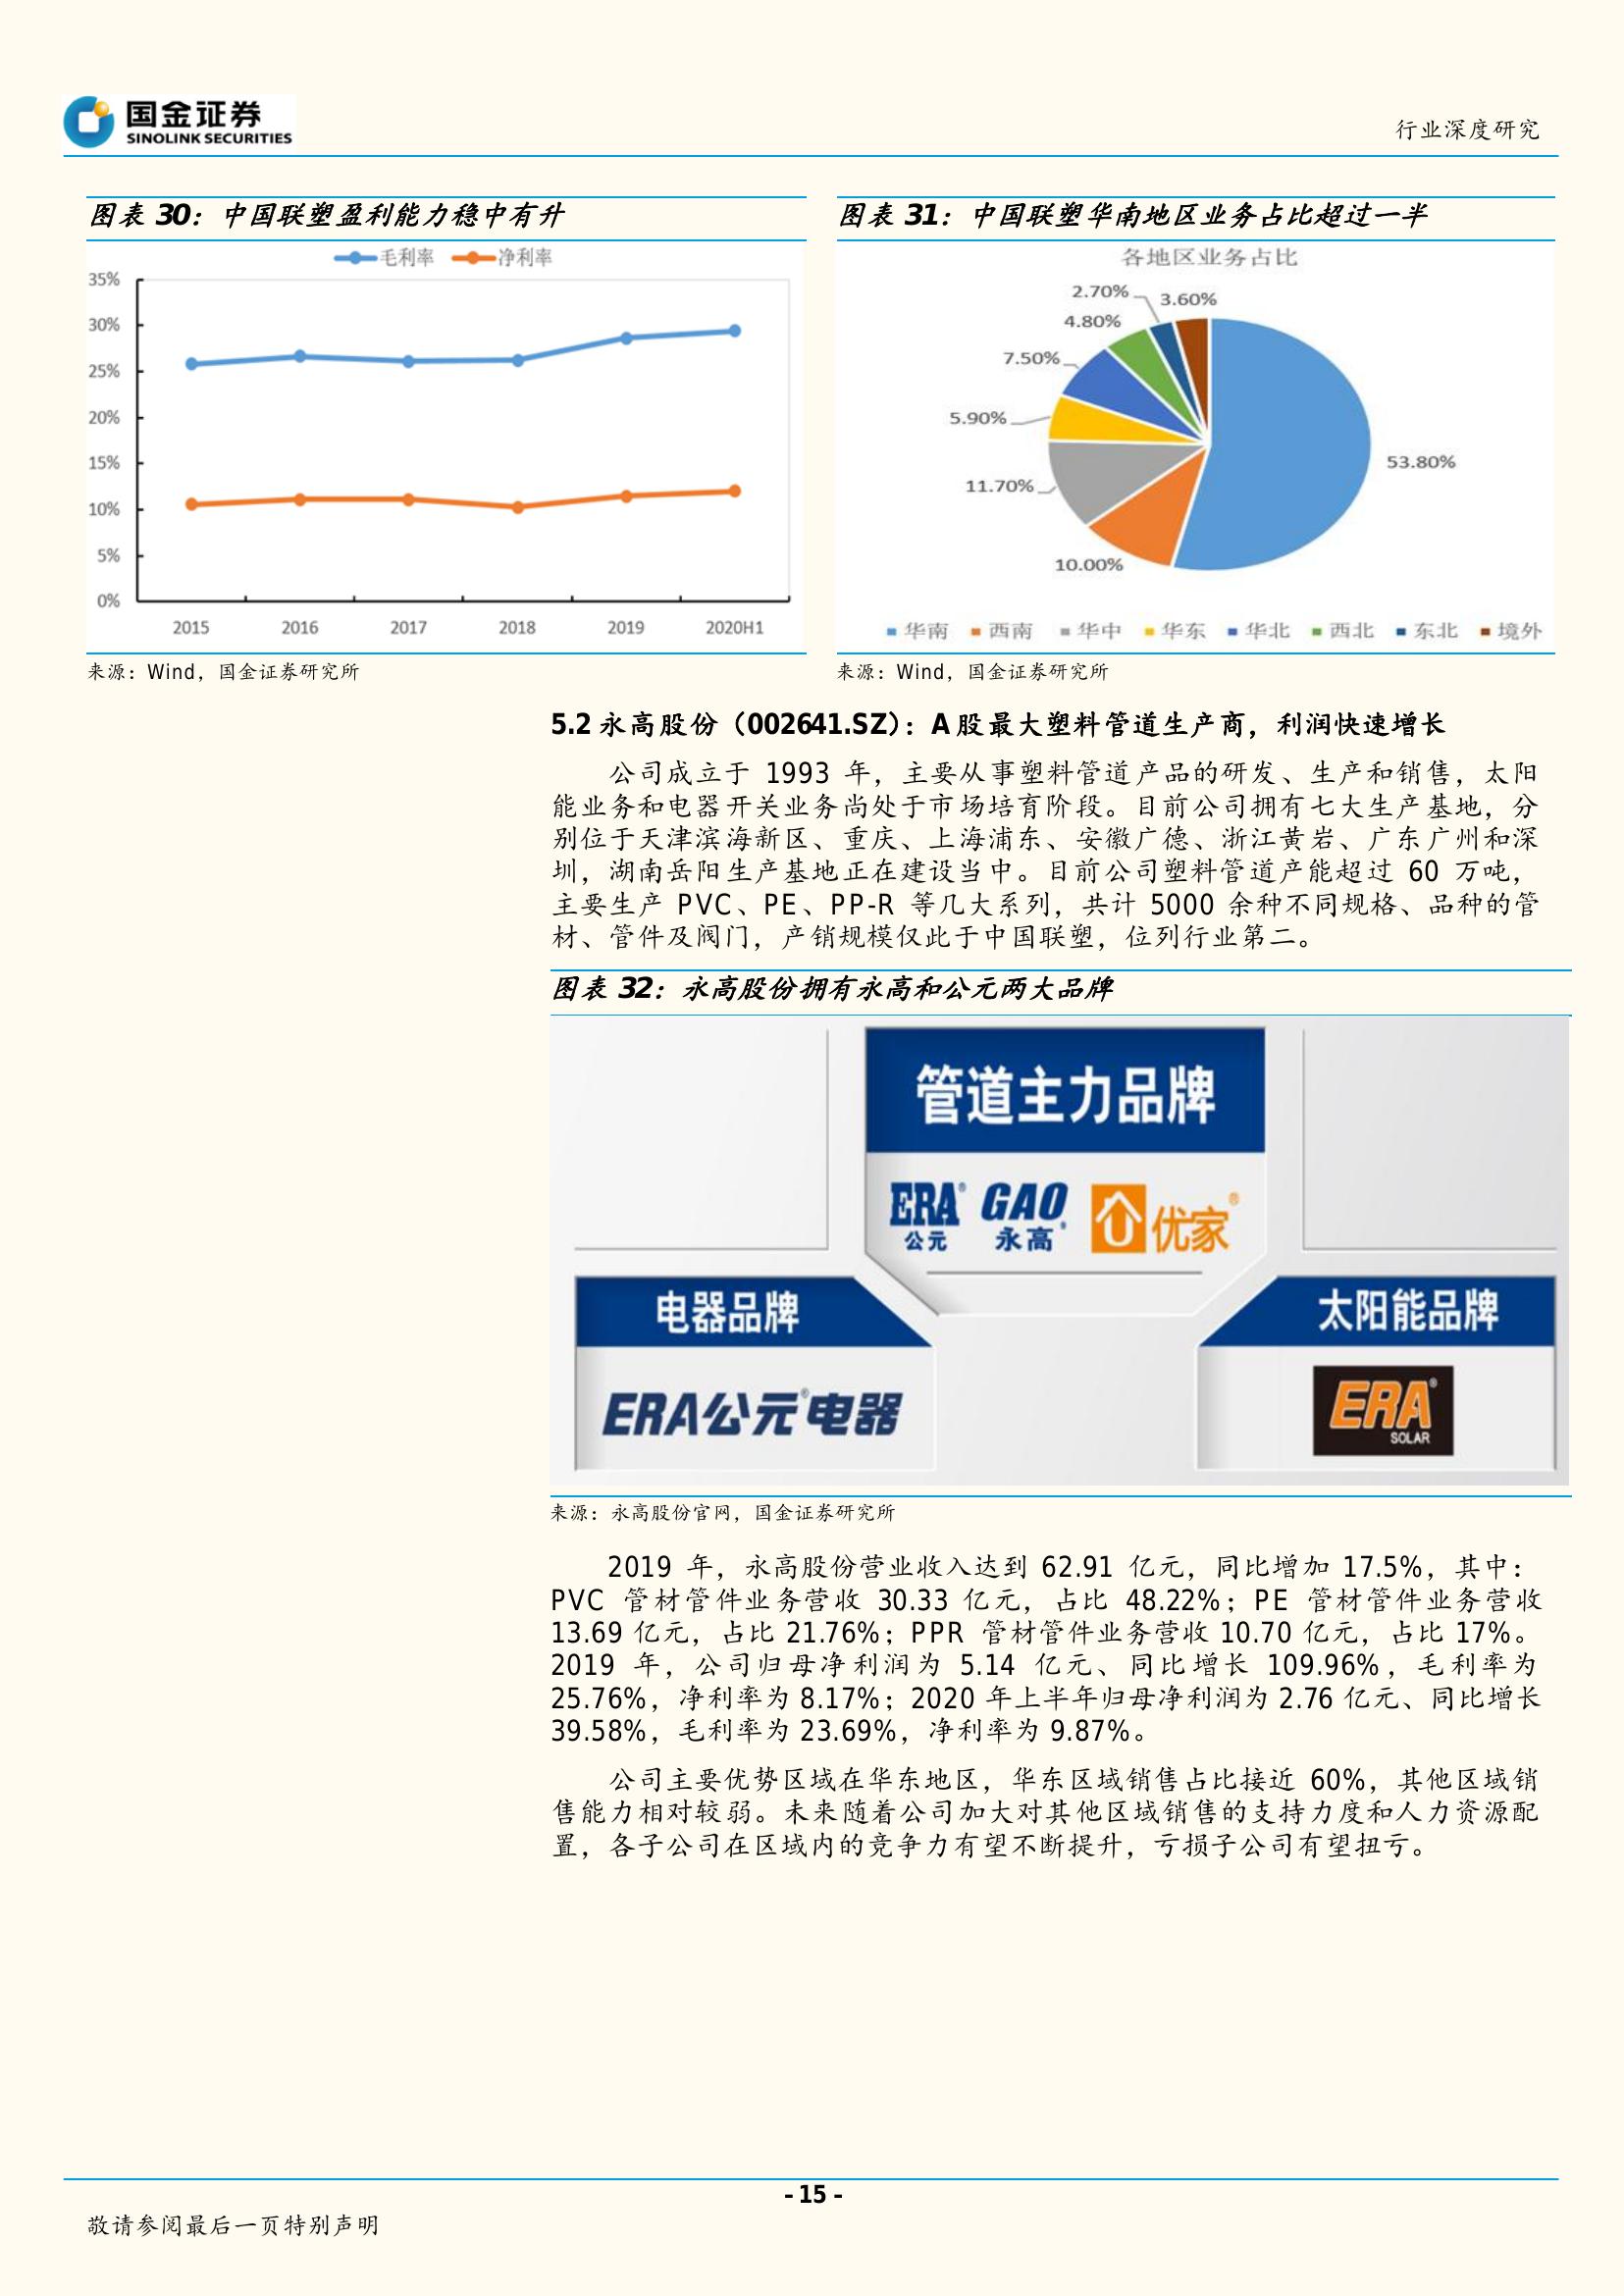 国金证券
SINOLINK SECURITIES
行业深度研究
图表 30：中国联塑盈利能力稳中有升
毛利率 净利率
35%
30%
25%
20%
15%
10%
5%
0%
2015 2016 2017 2018 2019 2020H1
来源：Wind，国金证券研究所
图表 31：中国联塑华南地区业务占比超过一半
各地区业务占比
2.70% 3.60%
4.80%
7.50%
5.90%
53.80%
11.70%
10.00%
华南 西南 华中 华东 华北 西北 东北 境外
来源：Wind，国金证券研究所
5.2 永高股份（002641.SZ）：A 股最大塑料管道生产商，利润快速增长
公司成立于 1993 年，主要从事塑料管道产品的研发、生产和销售，太阳
能业务和电器开关业务尚处于市场培育阶段。目前公司拥有七大生产基地，分
别位于天津滨海新区、重庆、上海浦东、安徽广德、浙江黄岩、广东广州和深
圳，湖南岳阳生产基地正在建设当中。目前公司塑料管道产能超过 60 万吨，
主要生产 PVC、PE、PP-R 等几大系列，共计 5000 余种不同规格、品种的管
材、管件及阀门，产销规模仅此于中国联塑，位列行业第二。
图表 32：永高股份拥有永高和公元两大品牌
管道主力品牌
ERA® GAO® 优家®
公元 永高
电器品牌
太阳能品牌
ERA公元®电器
ERA®
SOLAR
来源：永高股份官网，国金证券研究所
2019 年，永高股份营业收入达到 62.91 亿元，同比增加 17.5%，其中：
PVC 管材管件业务营收 30.33 亿元，占比 48.22%；PE 管材管件业务营收
13.69 亿元，占比 21.76%；PPR 管材管件业务营收 10.70 亿元，占比 17%。
2019 年，公司归母净利润为 5.14 亿元、同比增长 109.96%，毛利率为
25.76%，净利率为 8.17%；2020 年上半年归母净利润为 2.76 亿元、同比增长
39.58%，毛利率为 23.69%，净利率为 9.87%。
公司主要优势区域在华东地区，华东区域销售占比接近 60%，其他区域销
售能力相对较弱。未来随着公司加大对其他区域销售的支持力度和人力资源配
置，各子公司在区域内的竞争力有望不断提升，亏损子公司有望扭亏。
- 15 -
敬请参阅最后一页特别声明